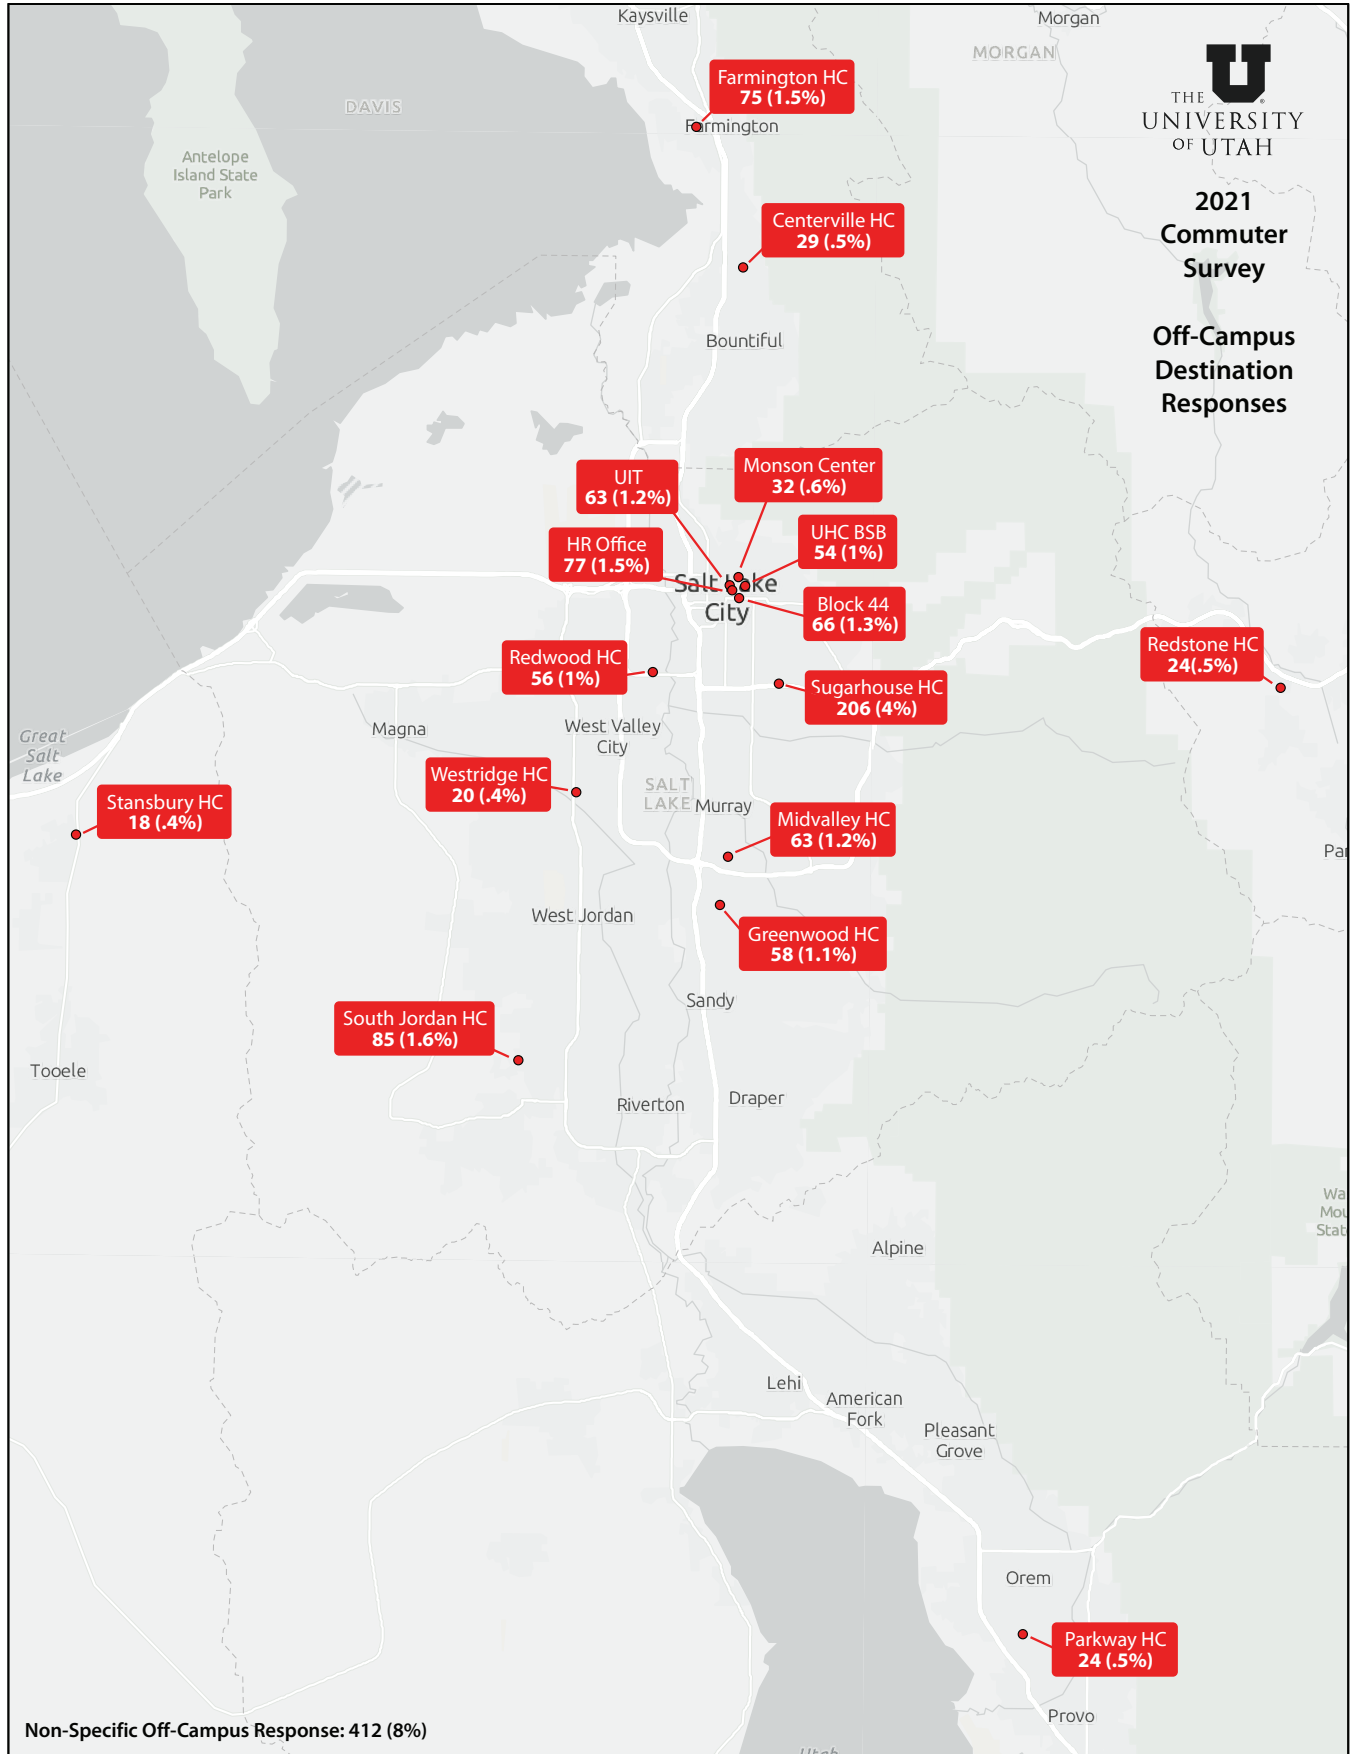 Kaysville
Morgan
MORGAN
THE
UNIVERSITY
OF UTAH
2021
Commuter
Survey
Off-Campus
Destination
Responses
DAVIS
Antelope
Island State
Park
Farmington HC
75 (1.5%)
Farmington
Centerville HC
29 (.5%)
Bountiful
UIT
63 (1.2%)
Monson Center
32 (.6%)
HR Office
77 (1.5%)
UHC BSB
54 (1%)
Salt Lake
City
Block 44
66 (1.3%)
Redwood HC
56 (1%)
Sugarhouse HC
206 (4%)
Redstone HC
24(.5%)
Great
Salt
Lake
Magna
West Valley
City
Westridge HC
20 (.4%)
SALT
LAKE
Murray
Stansbury HC
18 (.4%)
Midvalley HC
63 (1.2%)
West Jordan
Greenwood HC
58 (1.1%)
Sandy
South Jordan HC
85 (1.6%)
Tooele
Riverton
Draper
Alpine
Lehi
American
Fork
Pleasant
Grove
Orem
Parkway HC
24 (.5%)
Provo
Non-Specific Off-Campus Response: 412 (8%)